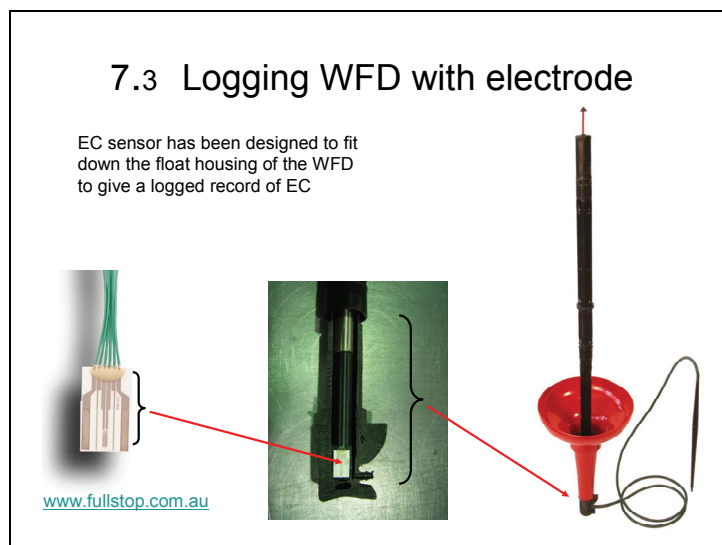 7.3 Logging WFD with electrode
EC sensor has been designed to fit
down the float housing of the WFD
to give a logged record of EC
www.fullstop.com.au